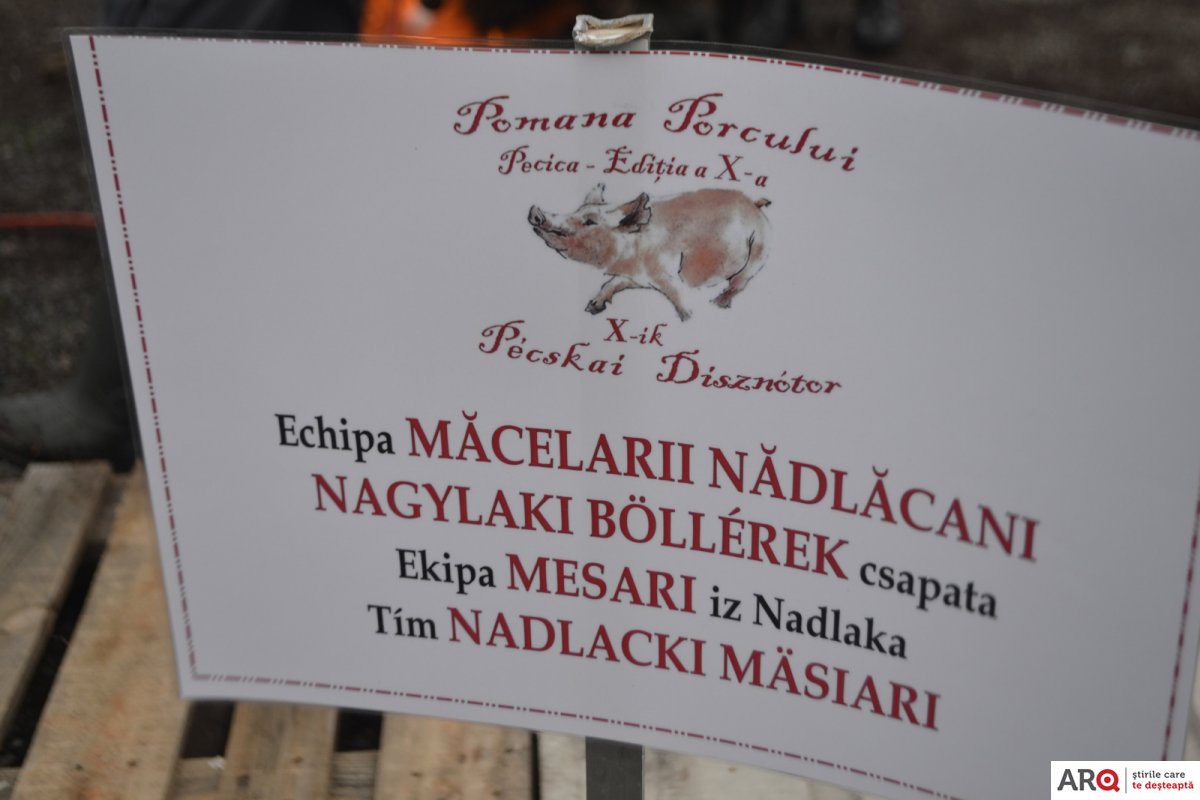 Pomana Porcului
Pecica - Ediția a X-a
X-ik
Pécskai Disznótor
Echipa MĂCELARII NĂDLĂCANI
NAGYLAKI BÖLLÉREK csapata
Ekipa MESARI iz Nadlaka
Tím NADLACKI MÄSIARI
ARQ știrile care
te deșteaptă